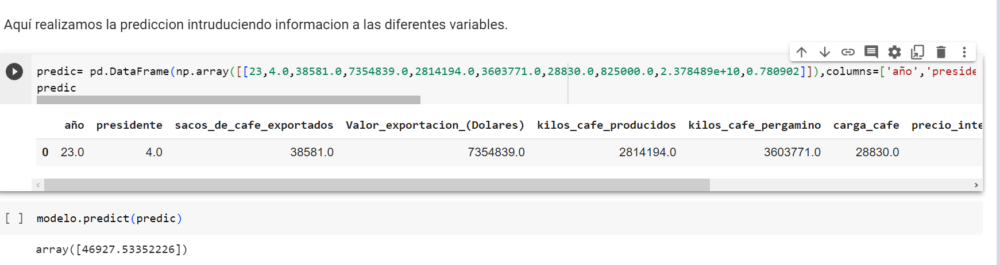 Aquí realizamos la prediccion intruduciendo informacion a las diferentes variables.
predic= pd.DataFrame(np.array([[23,4.0,38581.0,7354839.0,2814194.0,3603771.0,28830.0,825000.0,2.378489e+10,0.780902]]),columns=['año','preside
predic
año presidente sacos_de_cafe_exportados Valor_exportacion_(Dolares) kilos_cafe_producidos kilos_cafe_pergamino carga_cafe precio_inte
0 23.0 4.0 38581.0 7354839.0 2814194.0 3603771.0 28830.0
[ ] modelo.predict(predic)
array([46927.53352226])